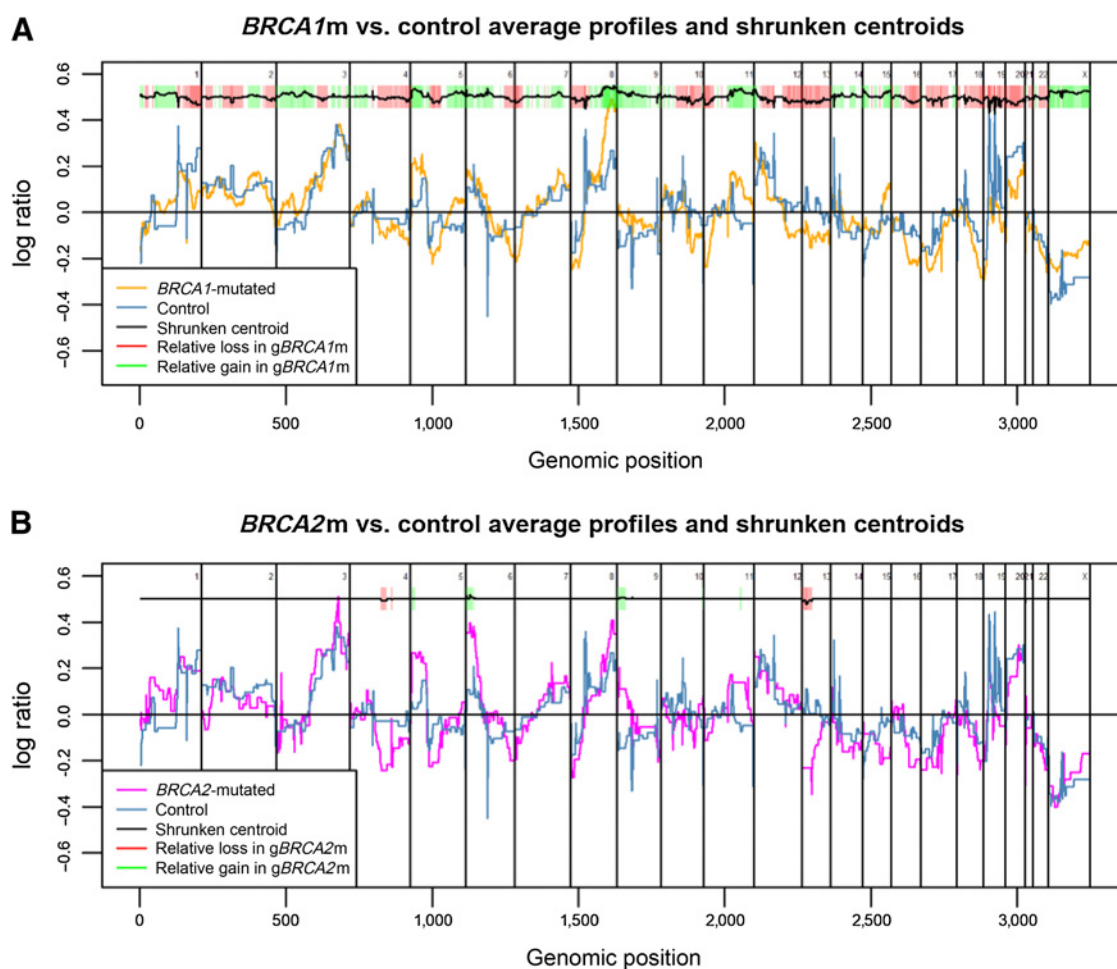 A
BRCA1m vs. control average profiles and shrunken centroids
1 2 3 4 5 6 7 8 9 10 11 12 13 14 15 16 17 18 19 20 21 22 X
0.6
0.4
0.2
0.0
−0.2
−0.4
−0.6
log ratio
BRCA1-mutated
Control
Shrunken centroid
Relative loss in gBRCA1m
Relative gain in gBRCA1m
0 500 1,000 1,500 2,000 2,500 3,000
Genomic position
B
BRCA2m vs. control average profiles and shrunken centroids
1 2 3 4 5 6 7 8 9 10 11 12 13 14 15 16 17 18 19 20 21 22 X
0.6
0.4
0.2
0.0
−0.2
−0.4
−0.6
log ratio
BRCA2-mutated
Control
Shrunken centroid
Relative loss in gBRCA2m
Relative gain in gBRCA2m
0 500 1,000 1,500 2,000 2,500 3,000
Genomic position